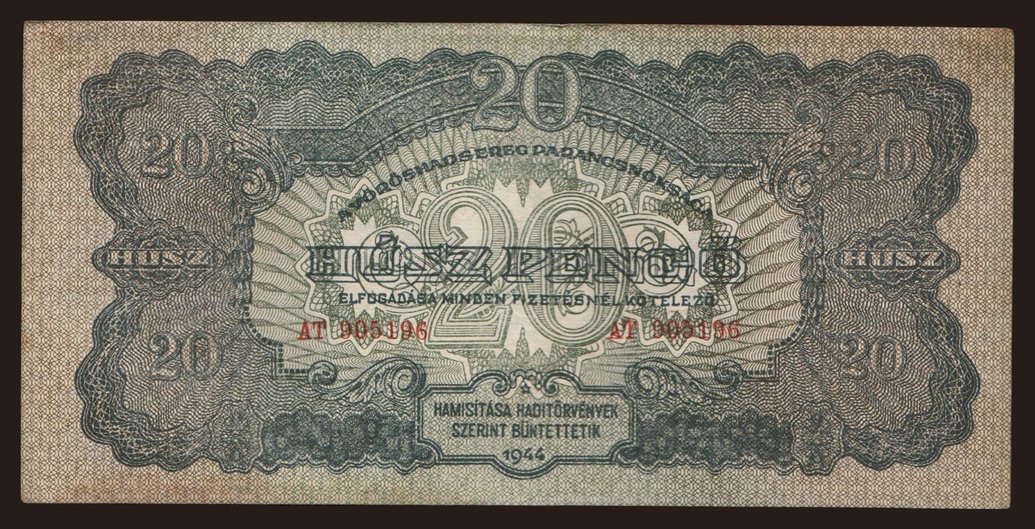 20
20 20
A VÖRÖSHADSEREG PARANCSNOKSÁGA
20
HUSZ HÚSZ PENGŐ HUSZ
ELFOGADÁSA MINDEN FIZETÉSNÉL KÖTELEZŐ
AT 905196 AT 905196
20 20
HAMISÍTÁSA HADITÖRVÉNYEK
SZERINT BÜNTETTETIK
1944